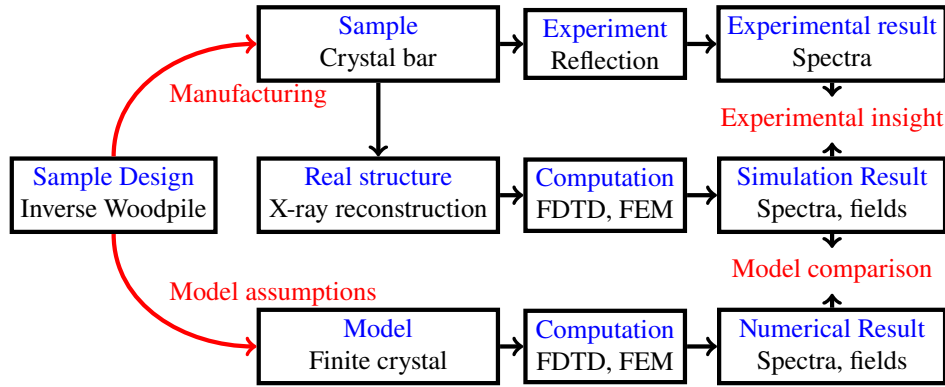 Sample
Crystal bar
Experiment
Reflection
Experimental result
Spectra
Manufacturing
Experimental insight
Sample Design
Inverse Woodpile
Real structure
X-ray reconstruction
Computation
FDTD, FEM
Simulation Result
Spectra, fields
Model assumptions
Model comparison
Model
Finite crystal
Computation
FDTD, FEM
Numerical Result
Spectra, fields